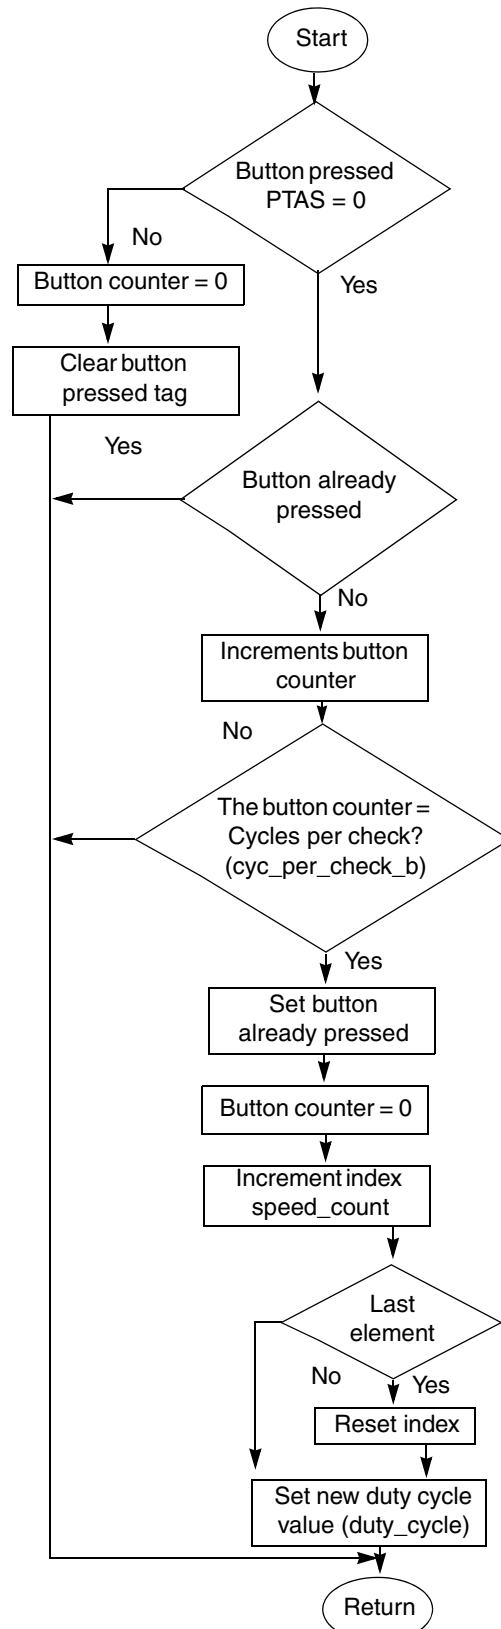 Start
Button pressed
PTAS = 0
No
Yes
Button counter = 0
Clear button
pressed tag
Yes
Button already
pressed
No
Increments button
counter
No
The button counter =
Cycles per check?
(cyc_per_check_b)
Yes
Set button
already pressed
Button counter = 0
Increment index
speed_count
Last
element
No
Yes
Reset index
Set new duty cycle
value (duty_cycle)
Return